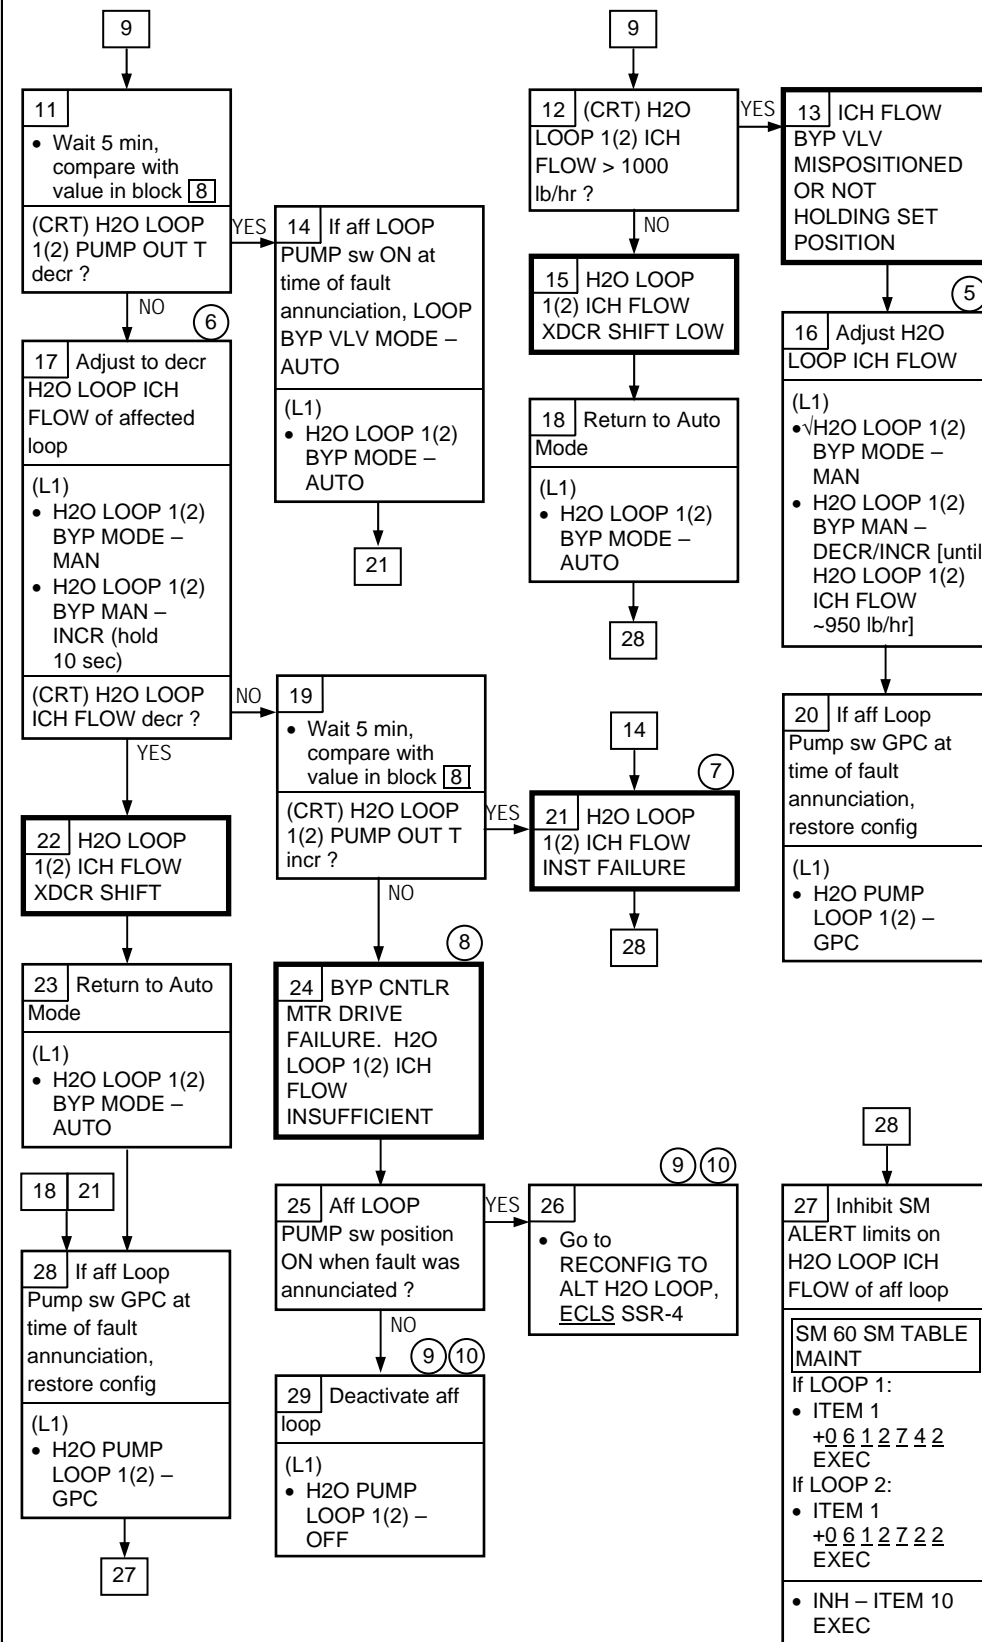 9
11
• Wait 5 min,
compare with
value in block 8
(CRT) H2O LOOP
1(2) PUMP OUT T
decr ?
YES
NO
14 If aff LOOP
PUMP sw ON at
time of fault
annunciation, LOOP
BYP VLV MODE –
AUTO
(L1)
• H2O LOOP 1(2)
BYP MODE –
AUTO
21
6
17 Adjust to decr
H2O LOOP ICH
FLOW of affected
loop
(L1)
• H2O LOOP 1(2)
BYP MODE –
MAN
• H2O LOOP 1(2)
BYP MAN –
INCR (hold
10 sec)
(CRT) H2O LOOP
ICH FLOW decr ?
NO
YES
19
• Wait 5 min,
compare with
value in block 8
(CRT) H2O LOOP
1(2) PUMP OUT T
incr ?
YES
NO
22 H2O LOOP
1(2) ICH FLOW
XDCR SHIFT
23 Return to Auto
Mode
(L1)
• H2O LOOP 1(2)
BYP MODE –
AUTO
18 21
28 If aff Loop
Pump sw GPC at
time of fault
annunciation,
restore config
(L1)
• H2O PUMP
LOOP 1(2) –
GPC
27
8
24 BYP CNTLR
MTR DRIVE
FAILURE. H2O
LOOP 1(2) ICH
FLOW
INSUFFICIENT
25 Aff LOOP
PUMP sw position
ON when fault was
annunciated ?
YES
NO
9 10
26
• Go to
RECONFIG TO
ALT H2O LOOP,
ECLS SSR-4
9 10
29 Deactivate aff
loop
(L1)
• H2O PUMP
LOOP 1(2) –
OFF
9
12 (CRT) H2O
LOOP 1(2) ICH
FLOW > 1000
lb/hr ?
YES
NO
15 H2O LOOP
1(2) ICH FLOW
XDCR SHIFT LOW
18 Return to Auto
Mode
(L1)
• H2O LOOP 1(2)
BYP MODE –
AUTO
28
14
7
21 H2O LOOP
1(2) ICH FLOW
INST FAILURE
28
13 ICH FLOW
BYP VLV
MISPOSITIONED
OR NOT
HOLDING SET
POSITION
5
16 Adjust H2O
LOOP ICH FLOW
(L1)
•√H2O LOOP 1(2)
BYP MODE –
MAN
• H2O LOOP 1(2)
BYP MAN –
DECR/INCR [until
H2O LOOP 1(2)
ICH FLOW
~950 lb/hr]
20 If aff Loop
Pump sw GPC at
time of fault
annunciation,
restore config
(L1)
• H2O PUMP
LOOP 1(2) –
GPC
28
27 Inhibit SM
ALERT limits on
H2O LOOP ICH
FLOW of aff loop
SM 60 SM TABLE
MAINT
If LOOP 1:
• ITEM 1
+0 6 1 2 7 4 2
EXEC
If LOOP 2:
• ITEM 1
+0 6 1 2 7 2 2
EXEC
• INH – ITEM 10
EXEC